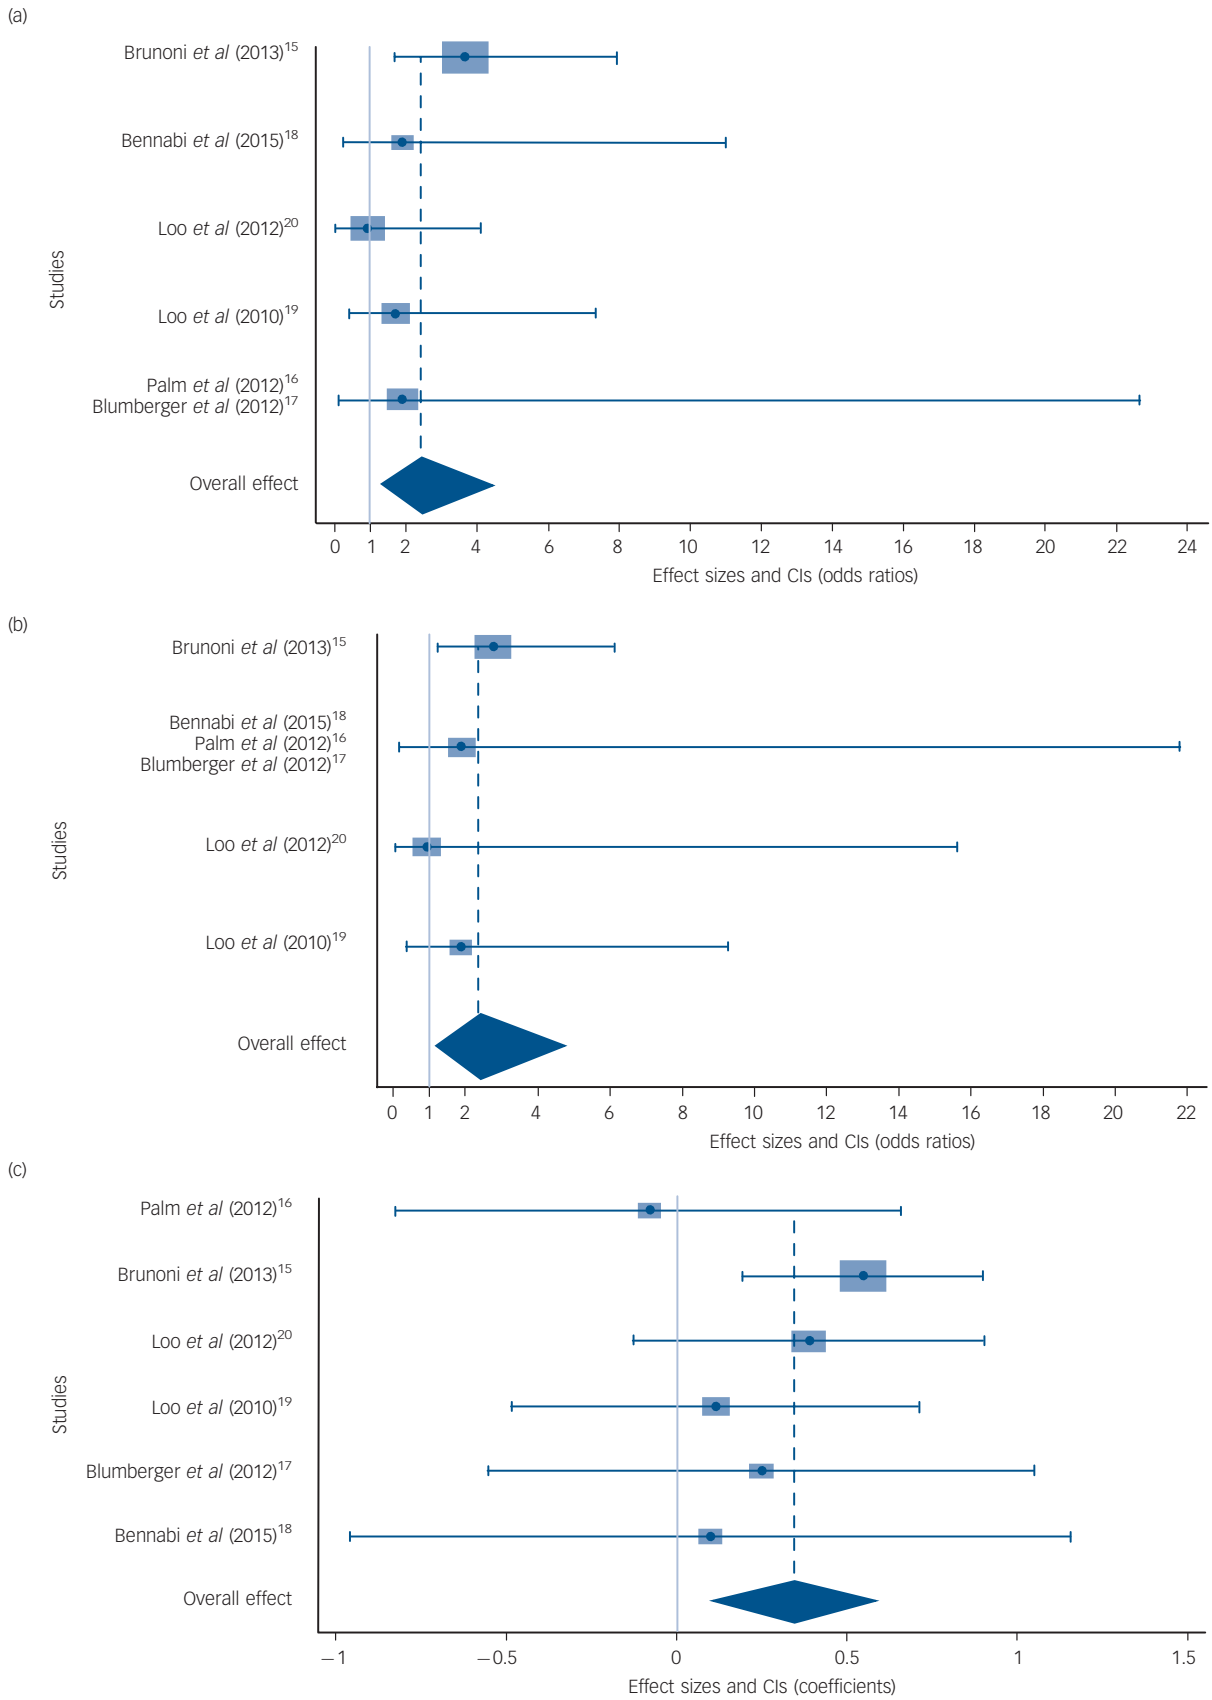 (a)
Brunoni et al (2013)15
Bennabi et al (2015)18
Loo et al (2012)20
Loo et al (2010)19
Palm et al (2012)16
Blumberger et al (2012)17
Overall effect
Studies
0 1 2 4 6 8 10 12 14 16 18 20 22 24
Effect sizes and CIs (odds ratios)
(b)
Brunoni et al (2013)15
Bennabi et al (2015)18
Palm et al (2012)16
Blumberger et al (2012)17
Loo et al (2012)20
Loo et al (2010)19
Overall effect
Studies
0 1 2 4 6 8 10 12 14 16 18 20 22
Effect sizes and CIs (odds ratios)
(c)
Palm et al (2012)16
Brunoni et al (2013)15
Loo et al (2012)20
Loo et al (2010)19
Blumberger et al (2012)17
Bennabi et al (2015)18
Overall effect
Studies
−1 −0.5 0 0.5 1 1.5
Effect sizes and CIs (coefficients)